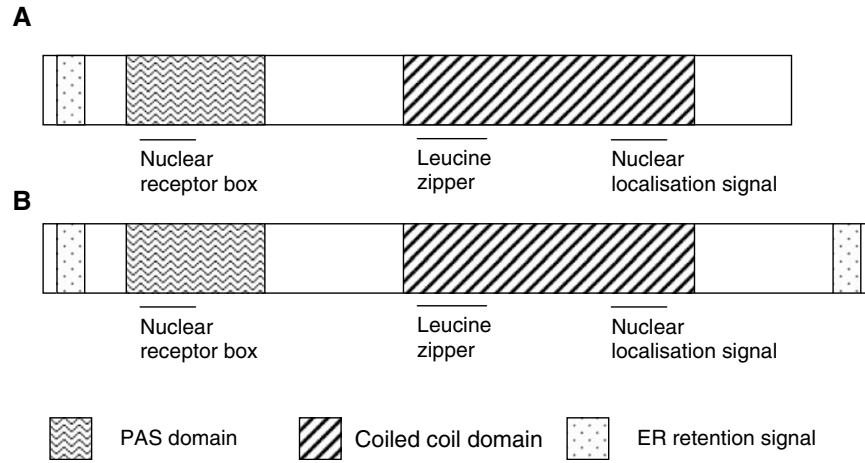 A
Nuclear
receptor box
Leucine
zipper
Nuclear
localisation signal
B
Nuclear
receptor box
Leucine
zipper
Nuclear
localisation signal
PAS domain
Coiled coil domain
ER retention signal